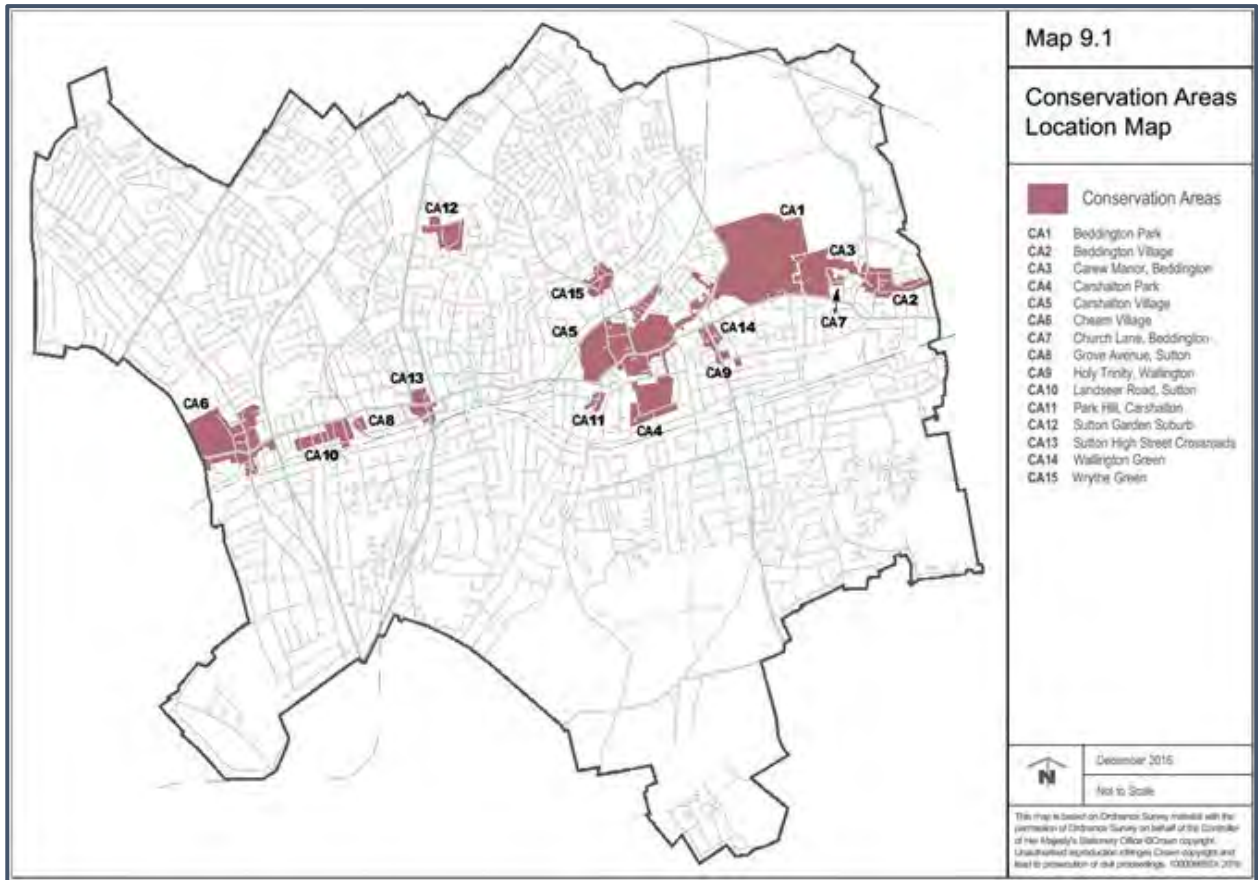 Map 9.1
Conservation Areas
Location Map
Conservation Areas
CA1 Beddington Park
CA2 Beddington Village
CA3 Carew Manor, Beddington
CA4 Carshalton Park
CA5 Carshalton Village
CA6 Cheam Village
CA7 Church Lane, Beddington
CA8 Grove Avenue, Sutton
CA9 Holy Trinity, Wallington
CA10 Landseer Road, Sutton
CA11 Park Hill, Carshalton
CA12 Sutton Garden Suburb
CA13 Sutton High Street Crossroads
CA14 Wallington Green
CA15 Wrythe Green
CA12
CA1
CA3
CA15
CA2
CA7
CA5
CA14
CA9
CA13
CA6
CA8
CA11
CA4
CA10
N
December 2016
Not to Scale
This map is based on Ordnance Survey material with the
permission of Ordnance Survey on behalf of the Controller
of Her Majesty's Stationery Office ©Crown copyright.
Unauthorised reproduction infringes Crown copyright and
lead to prosecution or civil proceedings. 2016